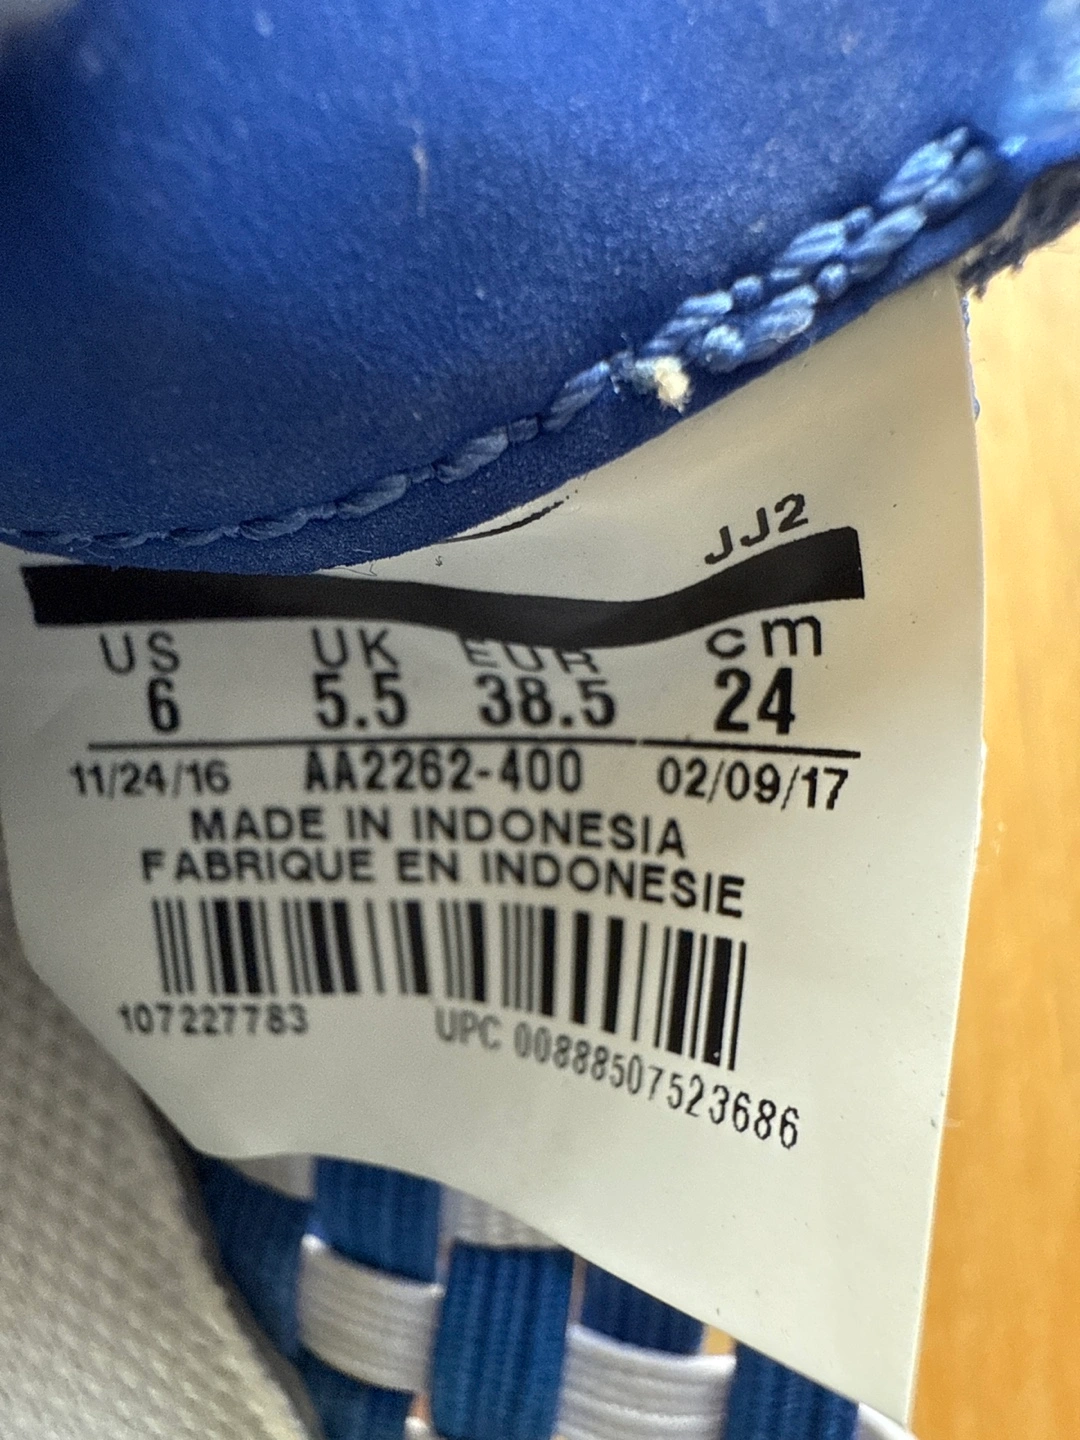 JJ2
US UK EUR cm
6 5.5 38.5 24
11/24/16 AA2262-400 02/09/17
MADE IN INDONESIA
FABRIQUE EN INDONESIE
107227783 UPC 00888507523686